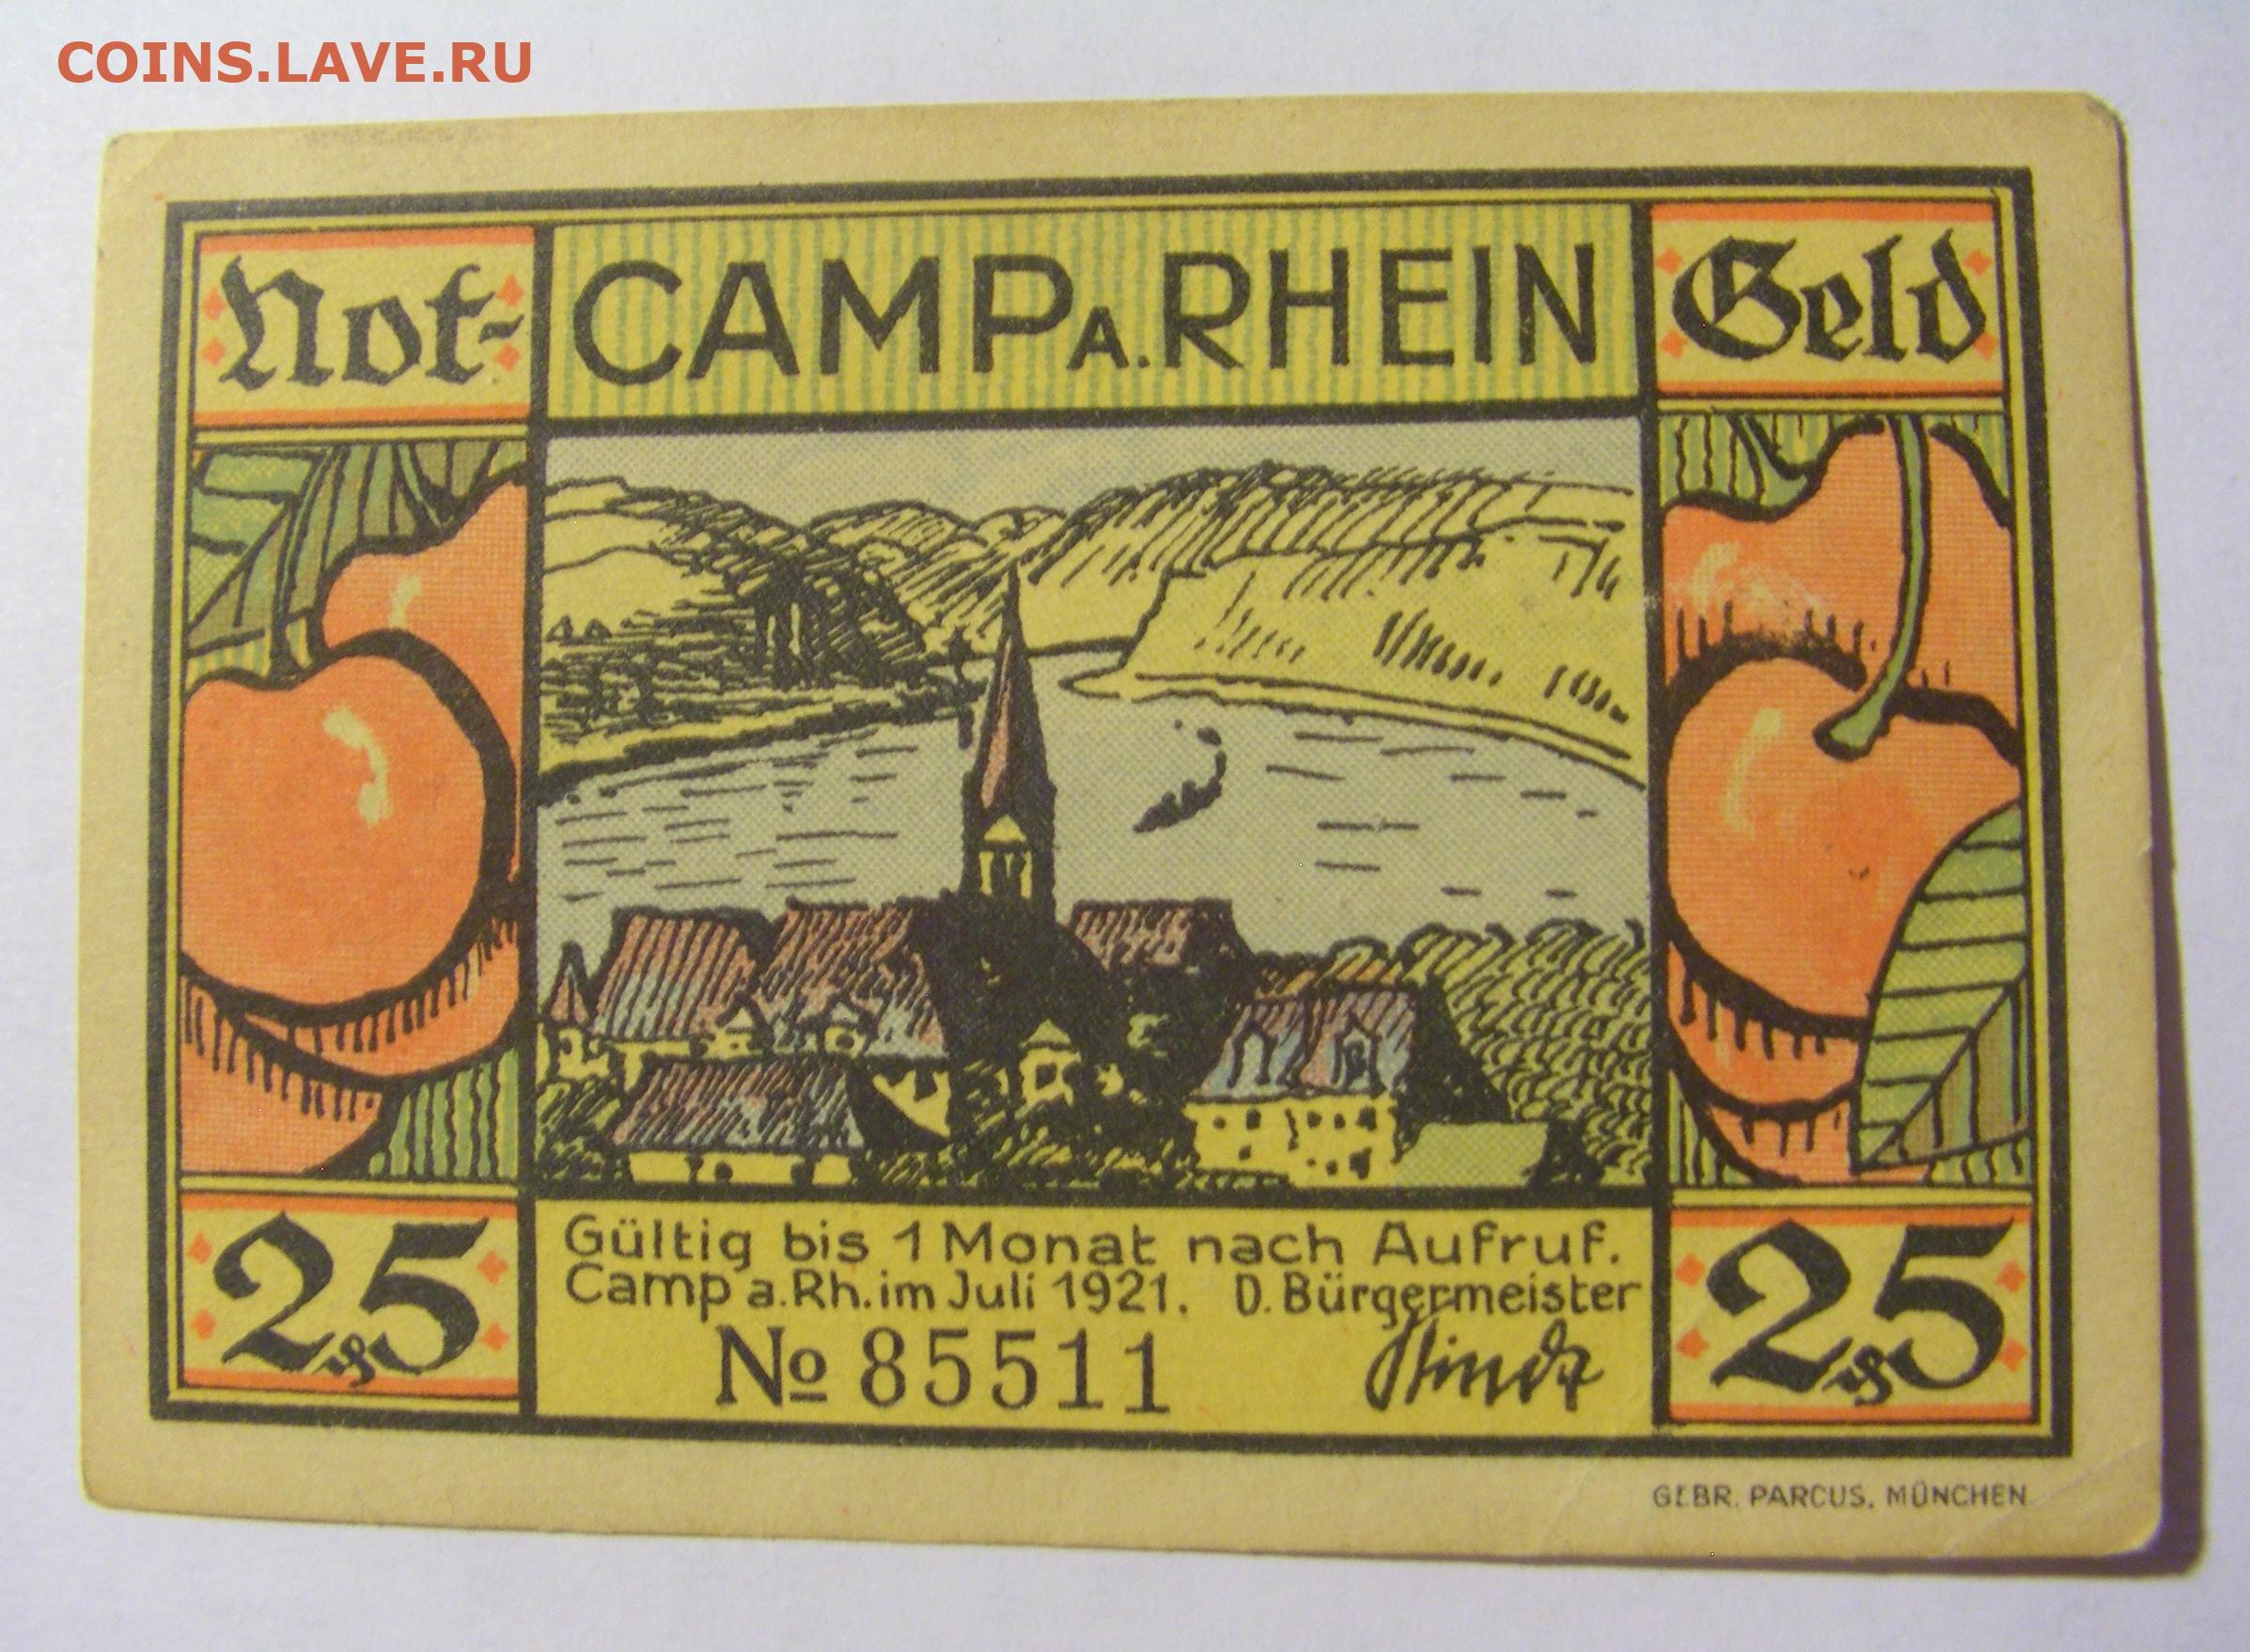 COINS.LAVE.RU
Not- CAMP A. RHEIN Geld
Gültig bis 1 Monat nach Aufruf.
Camp a. Rh. im Juli 1921. D. Bürgermeister
25 ₰ 25 ₰
№ 85511
GEBR. PARCUS, MÜNCHEN